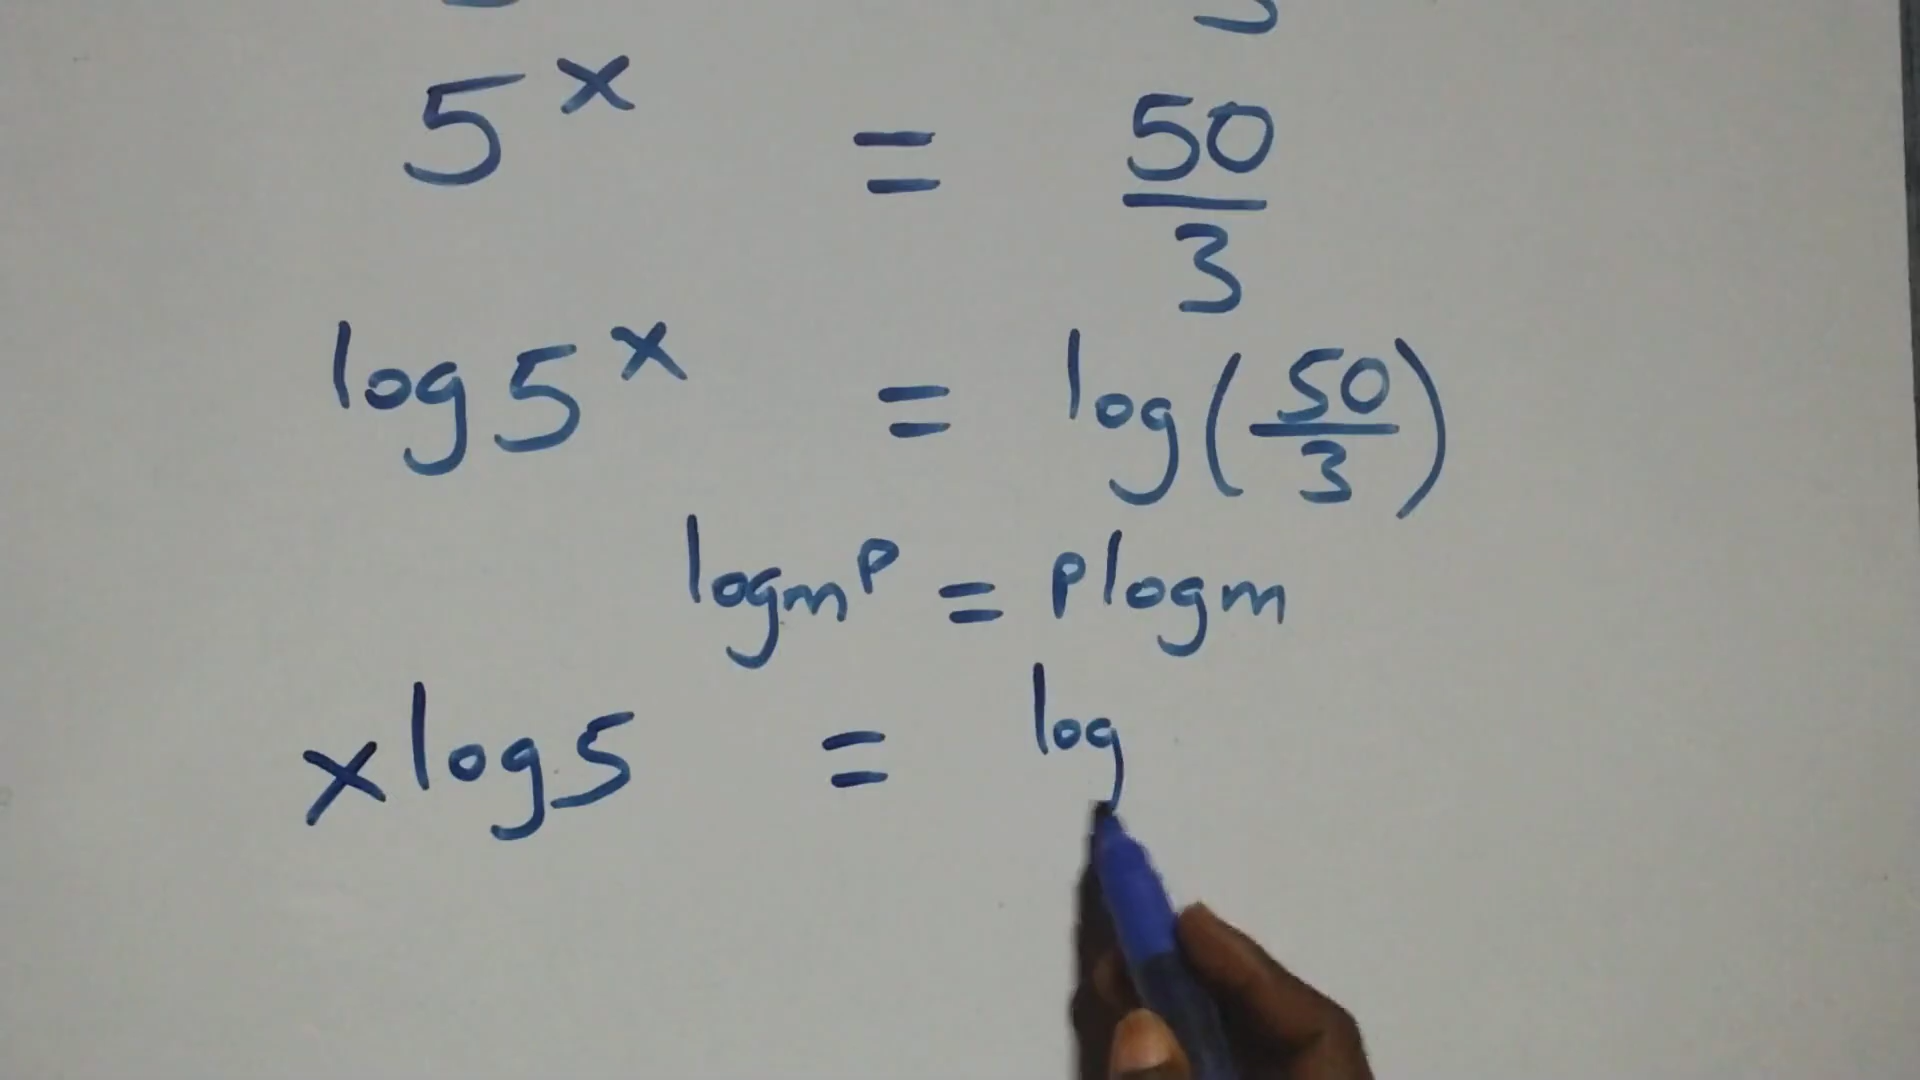 5^x = 50/3
log 5^x = log(50/3)
log m^p = p log m
x log 5 = log